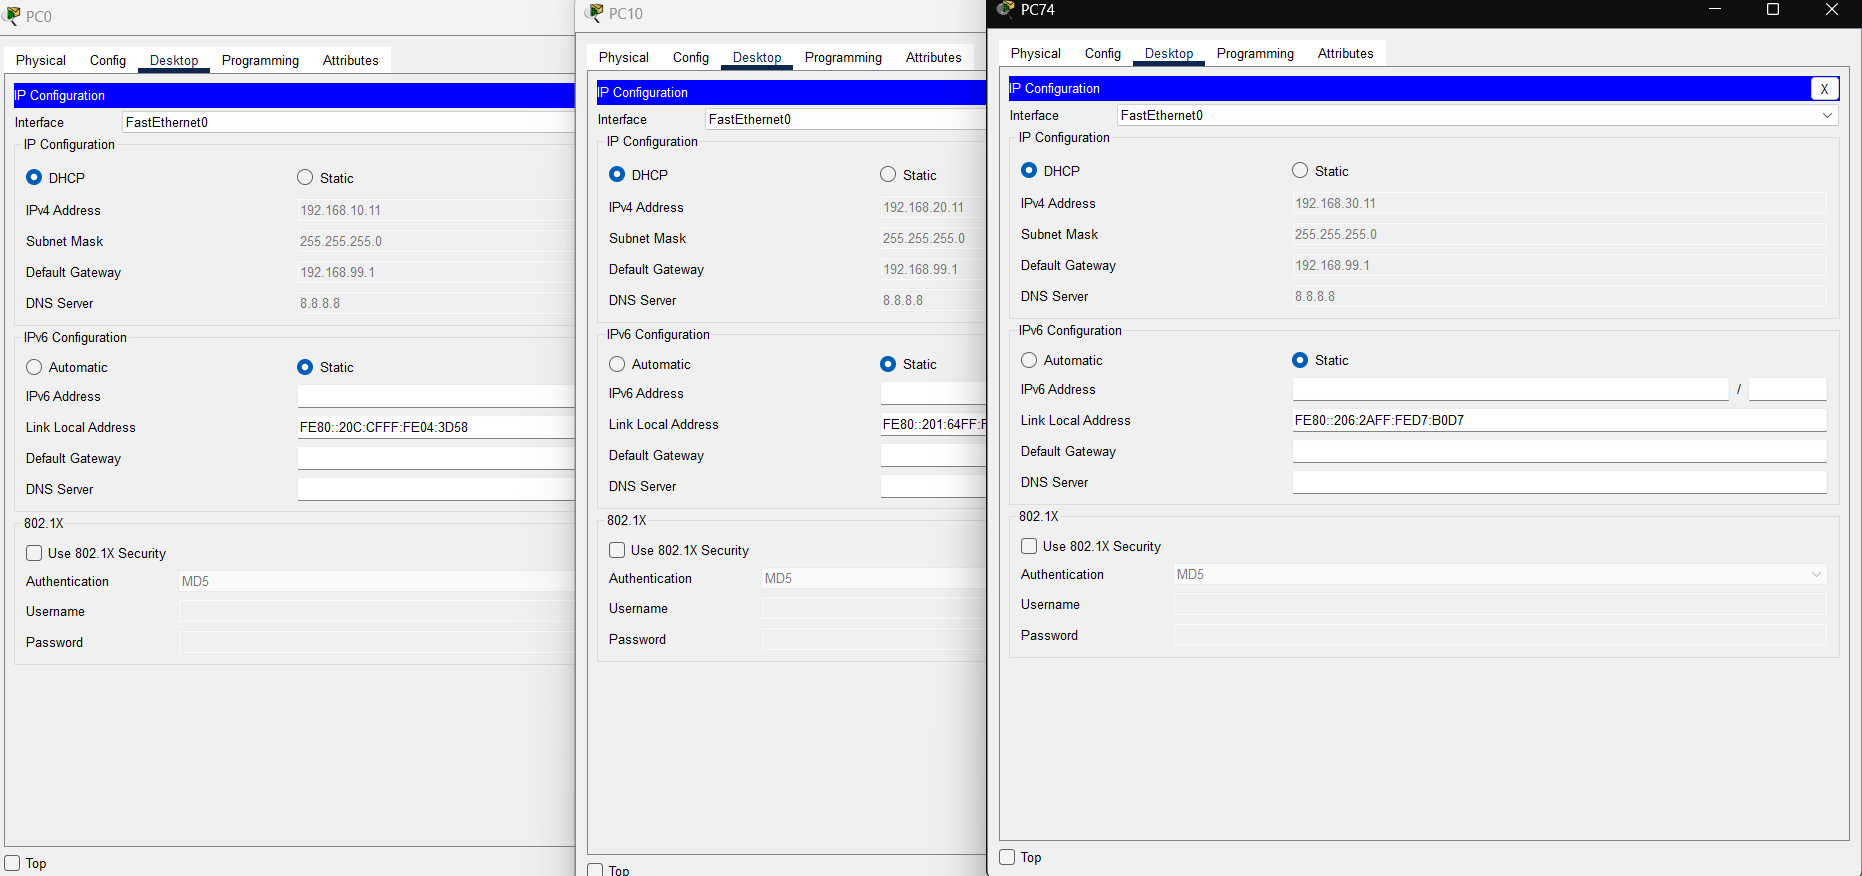 PC0
Physical Config Desktop Programming Attributes
IP Configuration
Interface FastEthernet0
IP Configuration
DHCP Static
IPv4 Address 192.168.10.11
Subnet Mask 255.255.255.0
Default Gateway 192.168.99.1
DNS Server 8.8.8.8
IPv6 Configuration
Automatic Static
IPv6 Address
Link Local Address FE80::20C:CFFF:FE04:3D58
Default Gateway
DNS Server
802.1X
Use 802.1X Security
Authentication MD5
Username
Password
Top
PC10
Physical Config Desktop Programming Attributes
IP Configuration
Interface FastEthernet0
IP Configuration
DHCP Static
IPv4 Address 192.168.20.11
Subnet Mask 255.255.255.0
Default Gateway 192.168.99.1
DNS Server 8.8.8.8
IPv6 Configuration
Automatic Static
IPv6 Address
Link Local Address FE80::201:64FF:F
Default Gateway
DNS Server
802.1X
Use 802.1X Security
Authentication MD5
Username
Password
Top
PC74
Physical Config Desktop Programming Attributes
IP Configuration X
Interface FastEthernet0
IP Configuration
DHCP Static
IPv4 Address 192.168.30.11
Subnet Mask 255.255.255.0
Default Gateway 192.168.99.1
DNS Server 8.8.8.8
IPv6 Configuration
Automatic Static
IPv6 Address /
Link Local Address FE80::206:2AFF:FED7:B0D7
Default Gateway
DNS Server
802.1X
Use 802.1X Security
Authentication MD5
Username
Password
Top